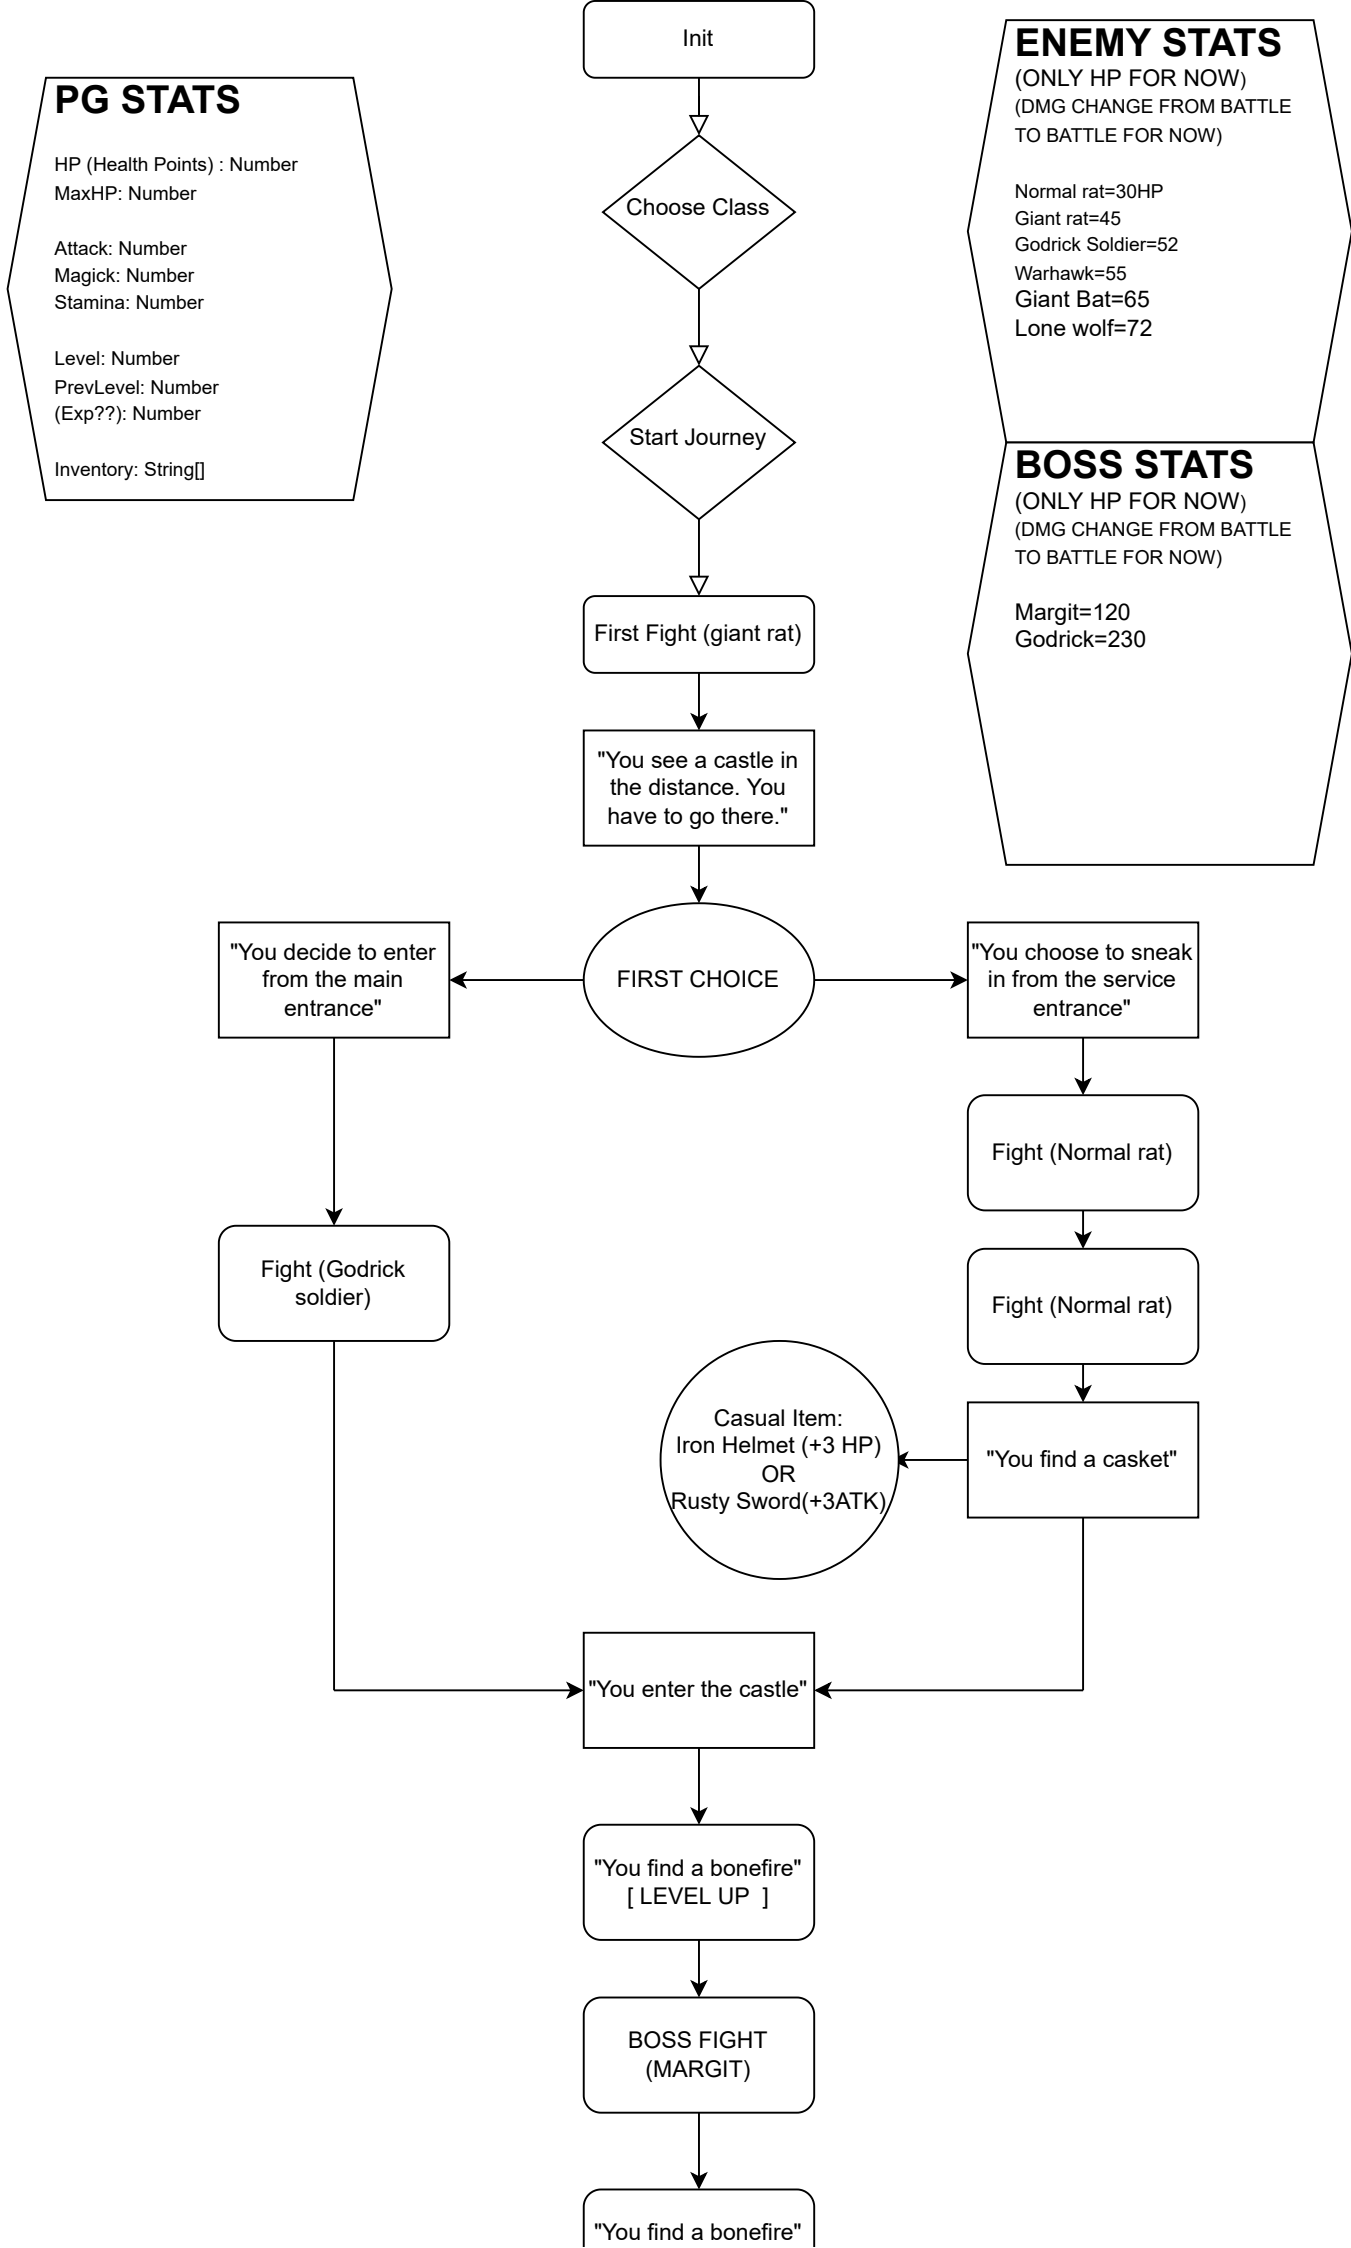 Init
PG STATS
HP (Health Points) : Number
MaxHP: Number
Attack: Number
Magick: Number
Stamina: Number
Level: Number
PrevLevel: Number
(Exp??): Number
Inventory: String[]
ENEMY STATS
(ONLY HP FOR NOW)
(DMG CHANGE FROM BATTLE
TO BATTLE FOR NOW)
Normal rat=30HP
Giant rat=45
Godrick Soldier=52
Warhawk=55
Giant Bat=65
Lone wolf=72
BOSS STATS
(ONLY HP FOR NOW)
(DMG CHANGE FROM BATTLE
TO BATTLE FOR NOW)
Margit=120
Godrick=230
Choose Class
Start Journey
First Fight (giant rat)
"You see a castle in
the distance. You
have to go there."
FIRST CHOICE
"You decide to enter
from the main
entrance"
Fight (Godrick
soldier)
"You choose to sneak
in from the service
entrance"
Fight (Normal rat)
Fight (Normal rat)
"You find a casket"
Casual Item:
Iron Helmet (+3 HP)
OR
Rusty Sword(+3ATK)
"You enter the castle"
"You find a bonefire"
[ LEVEL UP  ]
BOSS FIGHT
(MARGIT)
"You find a bonefire"